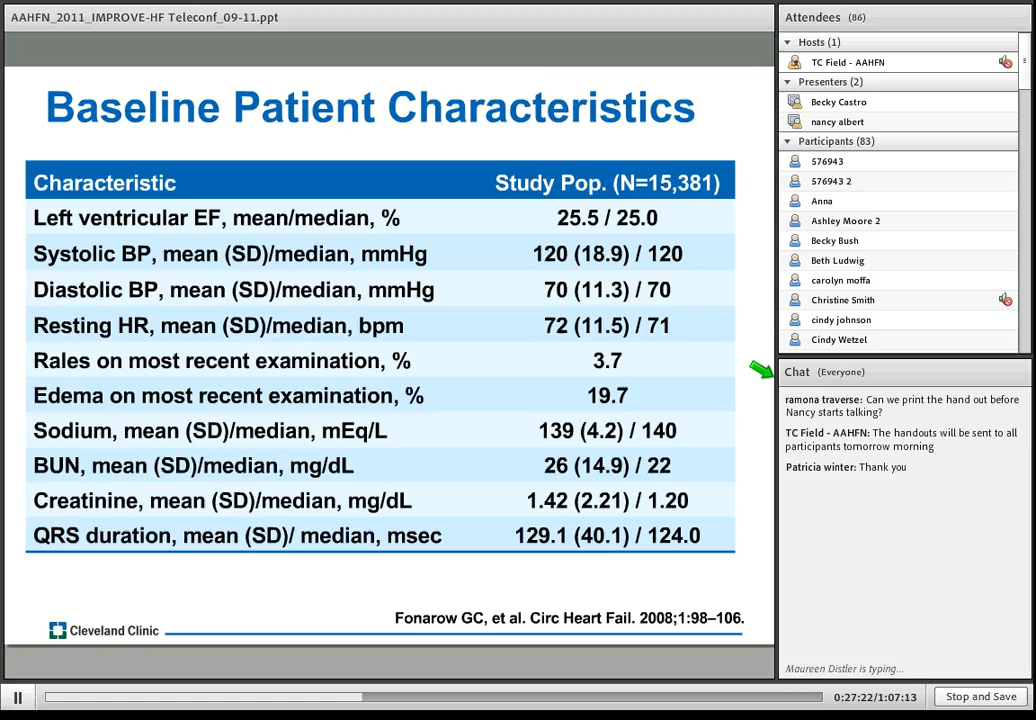 AAHFN_2011_IMPROVE-HF Teleconf_09-11.ppt
Baseline Patient Characteristics
Characteristic Study Pop. (N=15,381)
Left ventricular EF, mean/median, % 25.5 / 25.0
Systolic BP, mean (SD)/median, mmHg 120 (18.9) / 120
Diastolic BP, mean (SD)/median, mmHg 70 (11.3) / 70
Resting HR, mean (SD)/median, bpm 72 (11.5) / 71
Rales on most recent examination, % 3.7
Edema on most recent examination, % 19.7
Sodium, mean (SD)/median, mEq/L 139 (4.2) / 140
BUN, mean (SD)/median, mg/dL 26 (14.9) / 22
Creatinine, mean (SD)/median, mg/dL 1.42 (2.21) / 1.20
QRS duration, mean (SD)/ median, msec 129.1 (40.1) / 124.0
Fonarow GC, et al. Circ Heart Fail. 2008;1:98–106.
Cleveland Clinic
Attendees (86)
Hosts (1)
TC Field - AAHFN
Presenters (2)
Becky Castro
nancy albert
Participants (83)
576943
576943 2
Anna
Ashley Moore 2
Becky Bush
Beth Ludwig
carolyn moffa
Christine Smith
cindy johnson
Cindy Wetzel
Chat (Everyone)
ramona traverse: Can we print the hand out before
Nancy starts talking?
TC Field - AAHFN: The handouts will be sent to all
participants tomorrow morning
Patricia winter: Thank you
Maureen Distler is typing...
0:27:22/1:07:13
Stop and Save